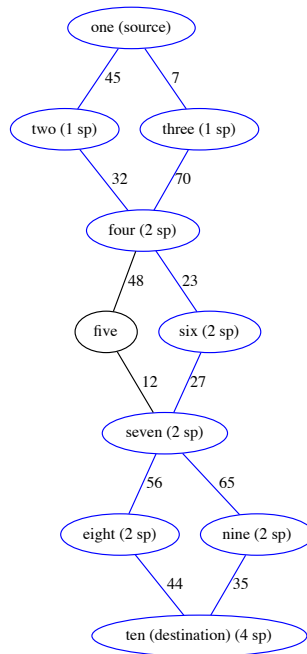 one (source)
45
7
two (1 sp)
three (1 sp)
32
70
four (2 sp)
48
23
five
six (2 sp)
12
27
seven (2 sp)
56
65
eight (2 sp)
nine (2 sp)
44
35
ten (destination) (4 sp)